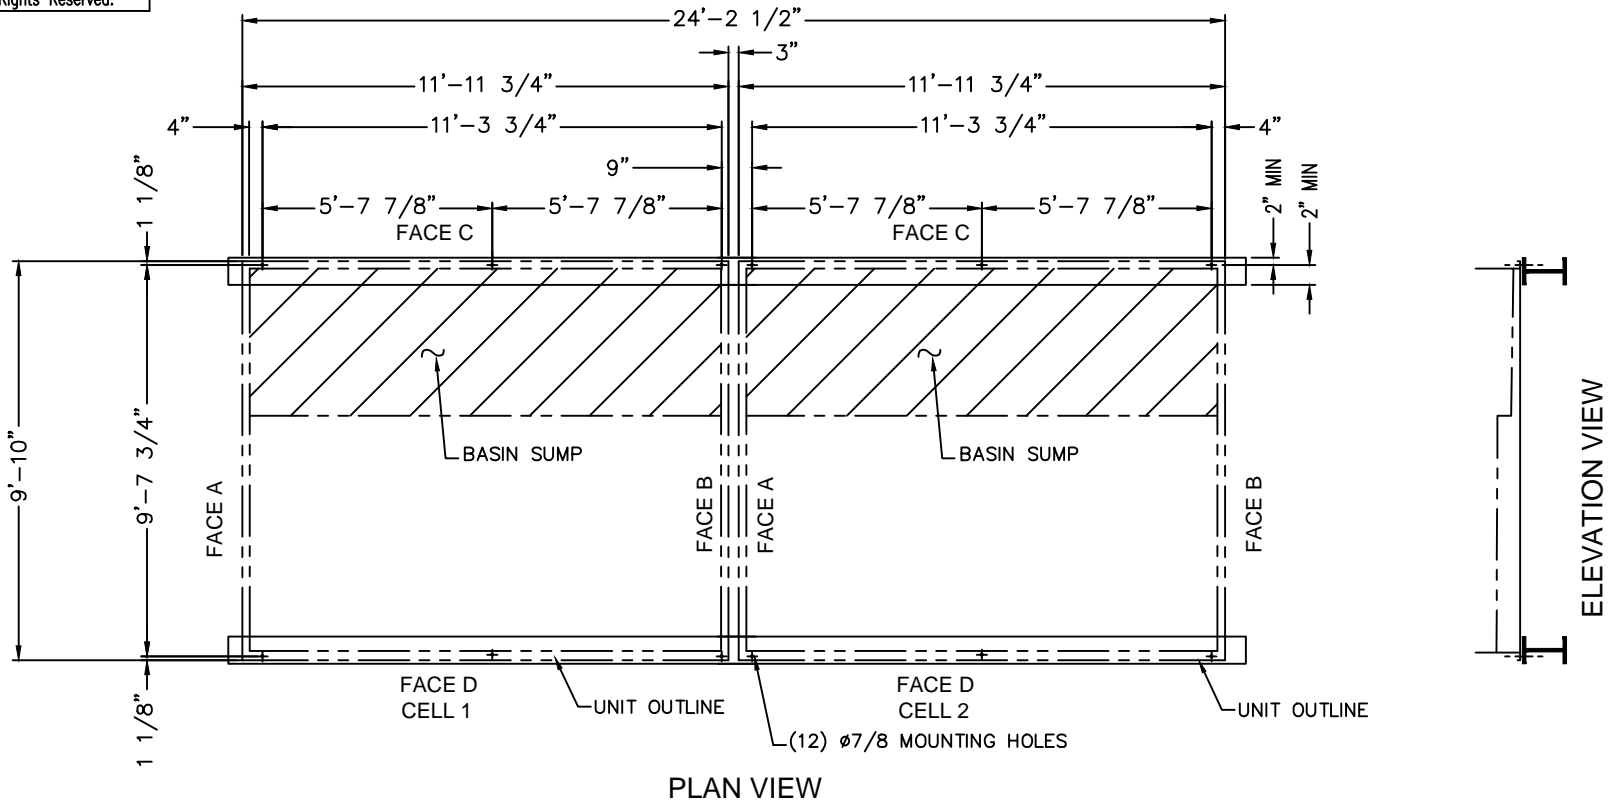 Rights Reserved.
24'-2 1/2"
3"
11'-11 3/4"
11'-11 3/4"
4"
11'-3 3/4"
11'-3 3/4"
4"
9"
1 1/8"
2" MIN
2" MIN
5'-7 7/8"
5'-7 7/8"
5'-7 7/8"
5'-7 7/8"
FACE C
FACE C
9'-10"
9'-7 3/4"
BASIN SUMP
BASIN SUMP
FACE A
FACE B
FACE A
FACE B
ELEVATION VIEW
1 1/8"
FACE D
CELL 1
UNIT OUTLINE
FACE D
CELL 2
UNIT OUTLINE
(12) ø7/8 MOUNTING HOLES
PLAN VIEW